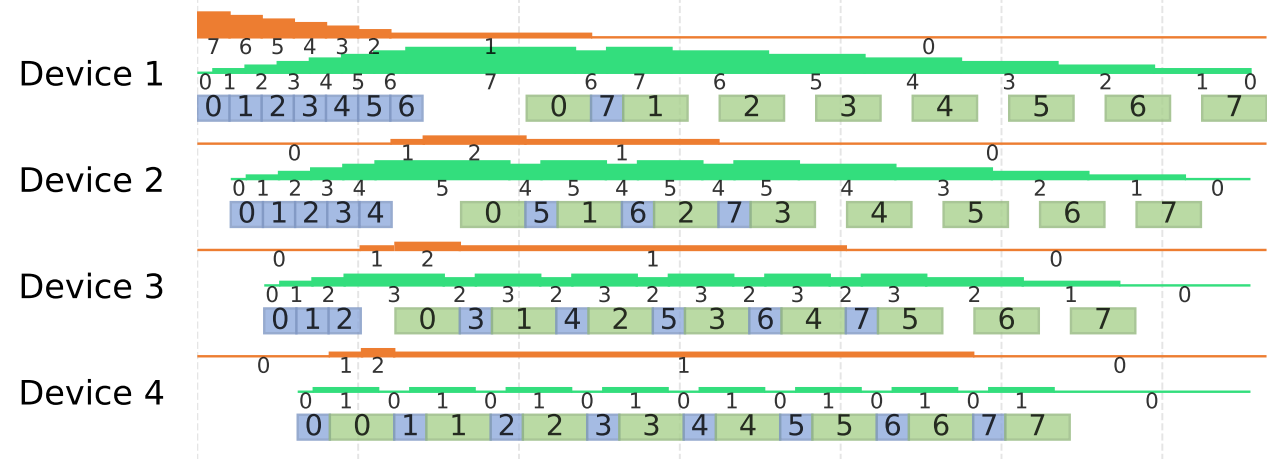 7 6 5 4 3 2 1 0
Device 1
0 1 2 3 4 5 6 7 6 7 6 5 4 3 2 1 0
0 1 2 3 4 5 6 0 7 1 2 3 4 5 6 7
0 1 2 1 0
Device 2
0 1 2 3 4 5 4 5 4 5 4 5 4 3 2 1 0
0 1 2 3 4 0 5 1 6 2 7 3 4 5 6 7
0 1 2 1 0
Device 3
0 1 2 3 2 3 2 3 2 3 2 3 2 3 2 1 0
0 1 2 0 3 1 4 2 5 3 6 4 7 5 6 7
0 1 2 1 0
Device 4
0 1 0 1 0 1 0 1 0 1 0 1 0 1 0 1 0
0 0 1 1 2 2 3 3 4 4 5 5 6 6 7 7